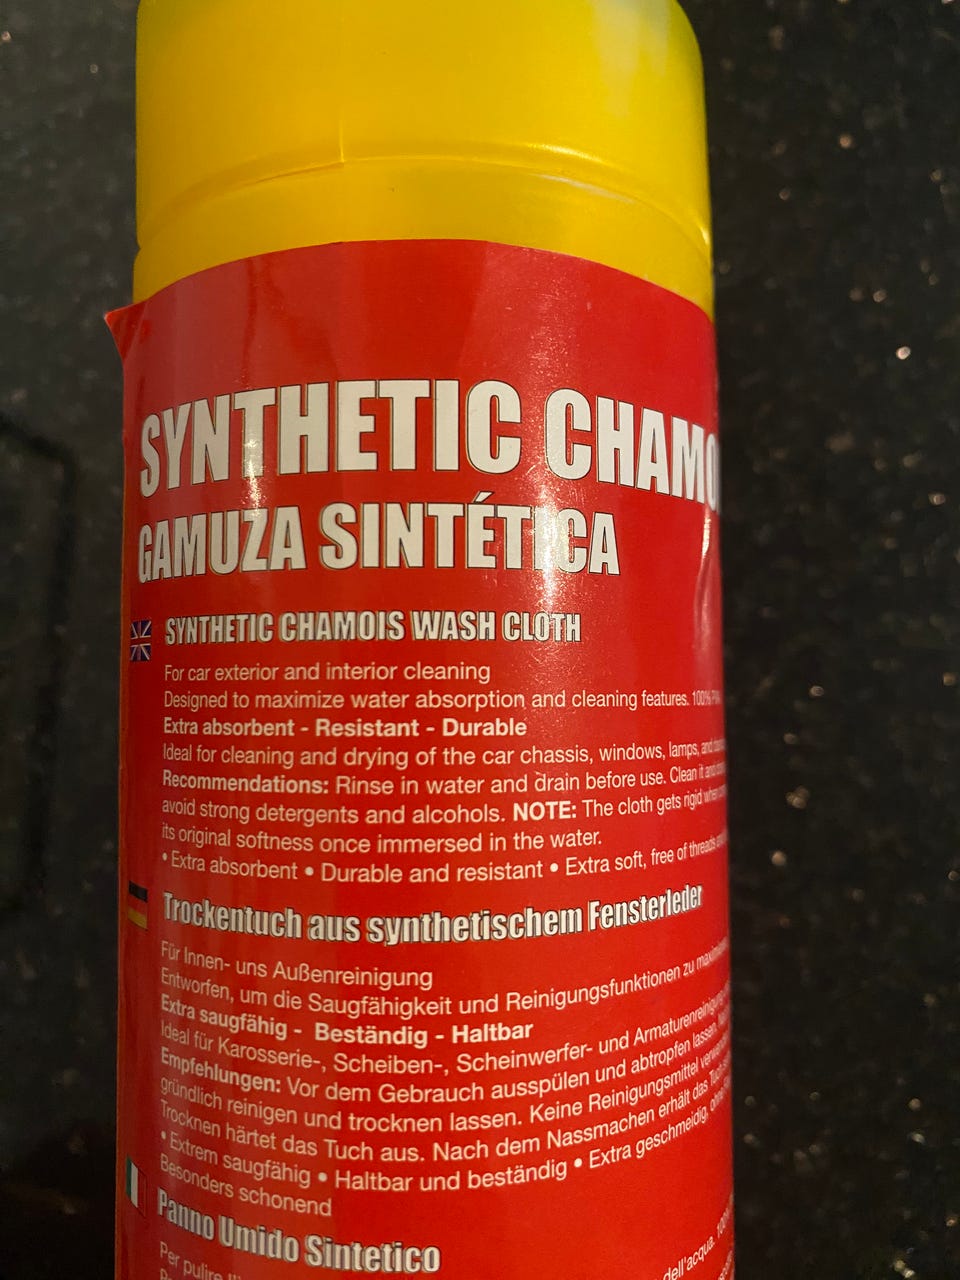 SYNTHETIC CHAMO
GAMUZA SINTÉTICA
SYNTHETIC CHAMOIS WASH CLOTH
For car exterior and interior cleaning
Designed to maximize water absorption and cleaning features. 100%
Extra absorbent - Resistant - Durable
Ideal for cleaning and drying of the car chassis, windows, lamps, and
Recommendations: Rinse in water and drain before use. Clean it and
avoid strong detergents and alcohols. NOTE: The cloth gets rigid when
its original softness once immersed in the water.
• Extra absorbent • Durable and resistant • Extra soft, free of threads
Trockentuch aus synthetischem Fensterleder
Für Innen- uns Außenreinigung
Entworfen, um die Saugfähigkeit und Reinigungsfunktionen zu
Extra saugfähig - Beständig - Haltbar
Ideal für Karosserie-, Scheiben-, Scheinwerfer- und Armaturenreinigung
Empfehlungen: Vor dem Gebrauch ausspülen und abtropfen lassen.
gründlich reinigen und trocknen lassen. Keine Reinigungsmittel
Trocknen härtet das Tuch aus. Nach dem Nassmachen erhält das Tuch
• Extrem saugfähig • Haltbar und beständig • Extra geschmeidig,
Besonders schonend
Panno Umido Sintetico
Per pulire
dell'acqua.